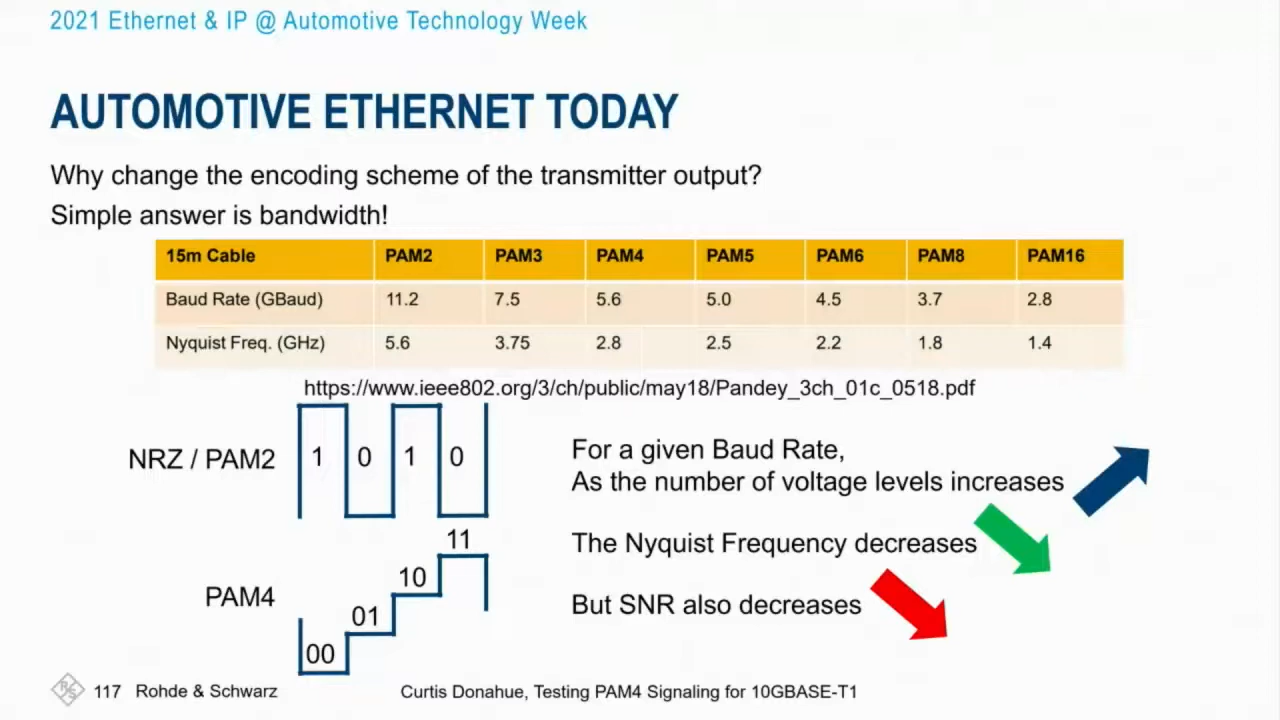 2021 Ethernet & IP @ Automotive Technology Week
AUTOMOTIVE ETHERNET TODAY
Why change the encoding scheme of the transmitter output?
Simple answer is bandwidth!
15m Cable PAM2 PAM3 PAM4 PAM5 PAM6 PAM8 PAM16
Baud Rate (GBaud) 11.2 7.5 5.6 5.0 4.5 3.7 2.8
Nyquist Freq. (GHz) 5.6 3.75 2.8 2.5 2.2 1.8 1.4
https://www.ieee802.org/3/ch/public/may18/Pandey_3ch_01c_0518.pdf
NRZ / PAM2 1 0 1 0
For a given Baud Rate,
As the number of voltage levels increases
The Nyquist Frequency decreases
But SNR also decreases
11
10
PAM4
01
00
117 Rohde & Schwarz
Curtis Donahue, Testing PAM4 Signaling for 10GBASE-T1